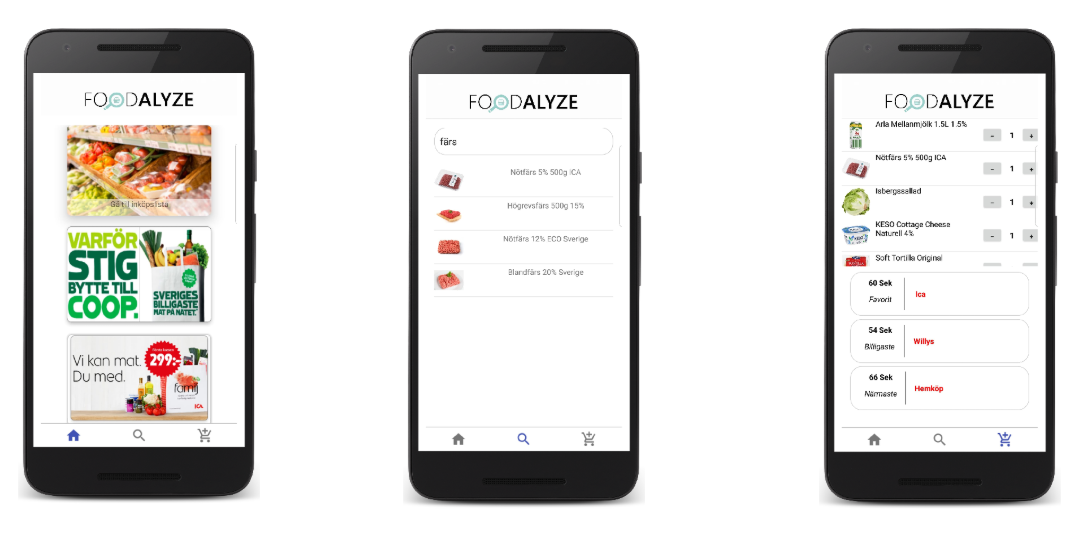 FOODALYZE
Gå till inköpslista
VARFÖR
STIG
BYTTE TILL
COOP.
SVERIGES
BILLIGASTE
MAT PÅ NÄTET.
Vi kan mat.
Du med.
299:-
familj
ICA
FOODALYZE
färs
Nötfärs 5% 500g ICA
Högrevsfärs 500g 15%
Nötfärs 12% ECO Sverige
Blandfärs 20% Sverige
FOODALYZE
Arla Mellanmjölk 1.5L 1.5%
- 1 +
Nötfärs 5% 500g ICA
- 1 +
Isbergssallad
- 1 +
KESO Cottage Cheese
Naturell 4%
- 1 +
Soft Tortilla Original
60 Sek
Favorit
Ica
54 Sek
Billigaste
Willys
66 Sek
Närmaste
Hemköp